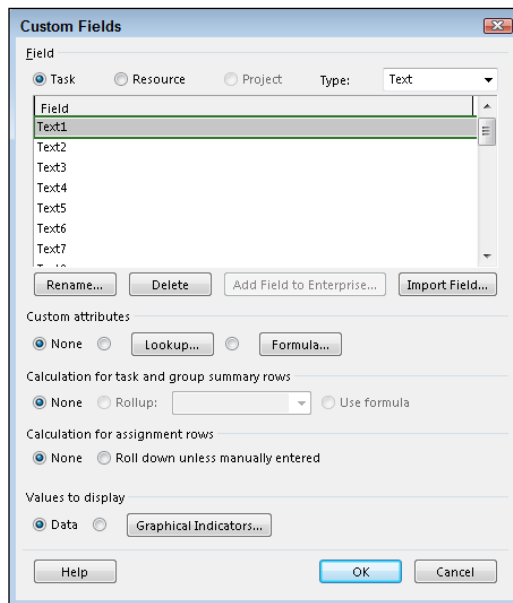 Custom Fields
Field
Task Resource Project Type: Text
Field
Text1
Text2
Text3
Text4
Text5
Text6
Text7
Rename... Delete Add Field to Enterprise... Import Field...
Custom attributes
None Lookup... Formula...
Calculation for task and group summary rows
None Rollup: Use formula
Calculation for assignment rows
None Roll down unless manually entered
Values to display
Data Graphical Indicators...
Help OK Cancel